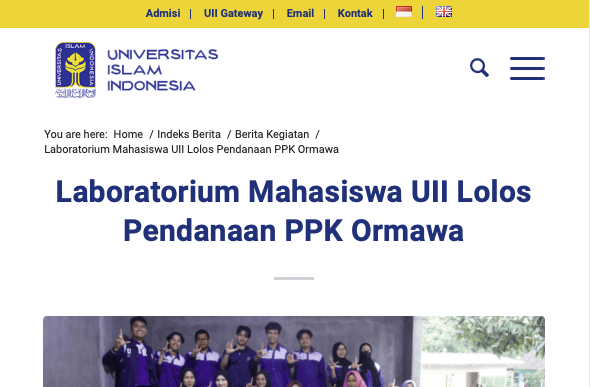 Admisi | UII Gateway | Email | Kontak | |
UNIVERSITAS
ISLAM
INDONESIA
You are here: Home / Indeks Berita / Berita Kegiatan /
Laboratorium Mahasiswa UII Lolos Pendanaan PPK Ormawa
Laboratorium Mahasiswa UII Lolos
Pendanaan PPK Ormawa